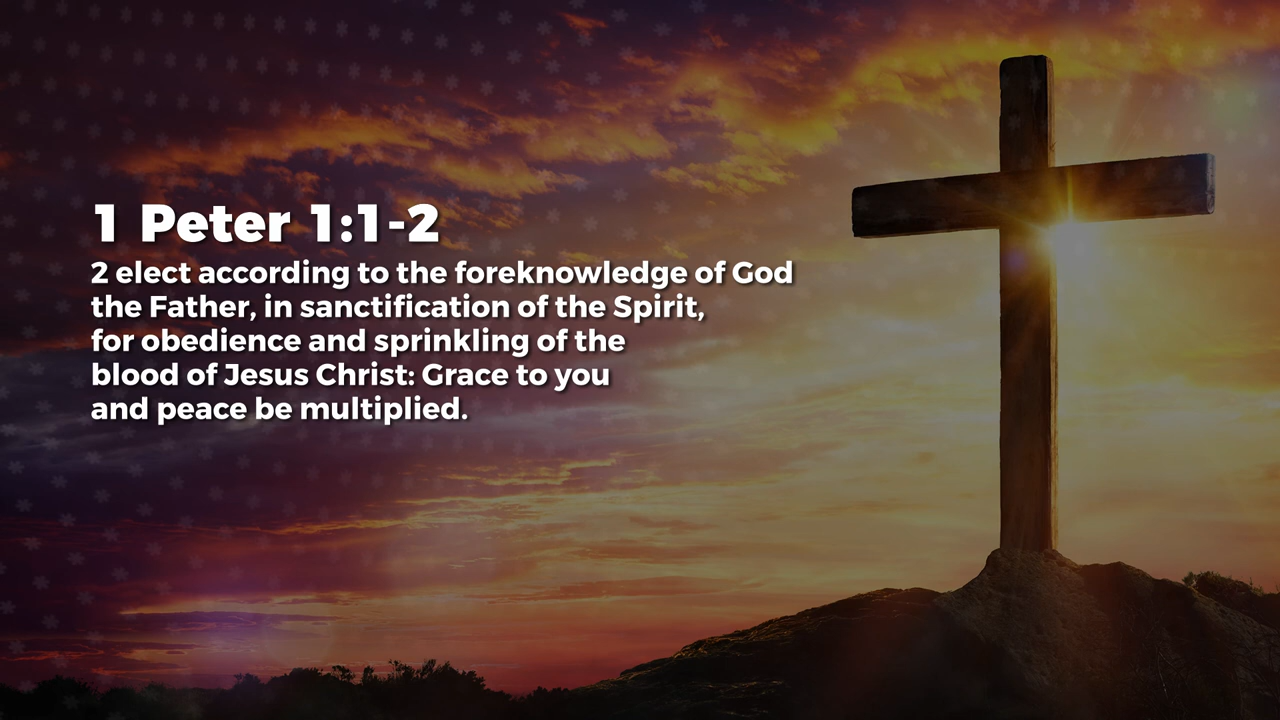 1 Peter 1:1-2
2 elect according to the foreknowledge of God
the Father, in sanctification of the Spirit,
for obedience and sprinkling of the
blood of Jesus Christ: Grace to you
and peace be multiplied.